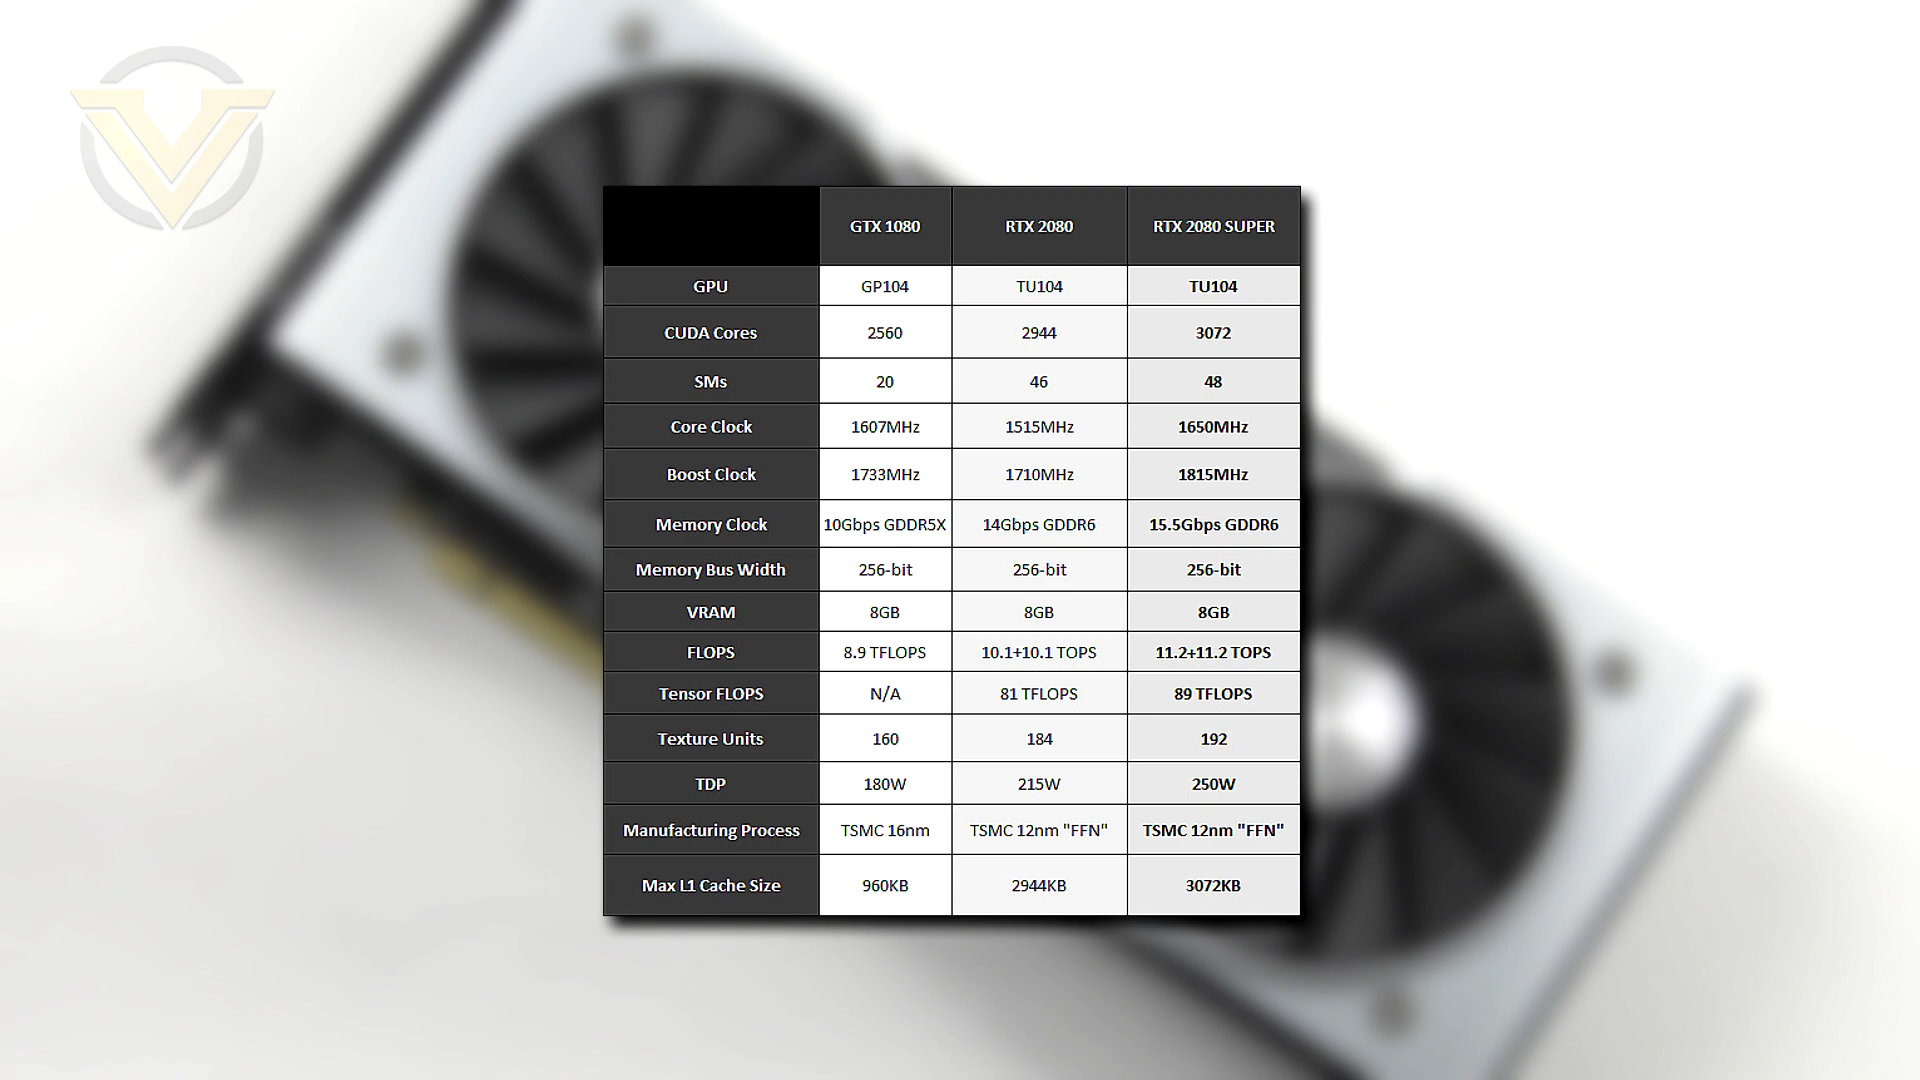 GTX 1080 RTX 2080 RTX 2080 SUPER
GPU GP104 TU104 TU104
CUDA Cores 2560 2944 3072
SMs 20 46 48
Core Clock 1607MHz 1515MHz 1650MHz
Boost Clock 1733MHz 1710MHz 1815MHz
Memory Clock 10Gbps GDDR5X 14Gbps GDDR6 15.5Gbps GDDR6
Memory Bus Width 256-bit 256-bit 256-bit
VRAM 8GB 8GB 8GB
FLOPS 8.9 TFLOPS 10.1+10.1 TOPS 11.2+11.2 TOPS
Tensor FLOPS N/A 81 TFLOPS 89 TFLOPS
Texture Units 160 184 192
TDP 180W 215W 250W
Manufacturing Process TSMC 16nm TSMC 12nm "FFN" TSMC 12nm "FFN"
Max L1 Cache Size 960KB 2944KB 3072KB